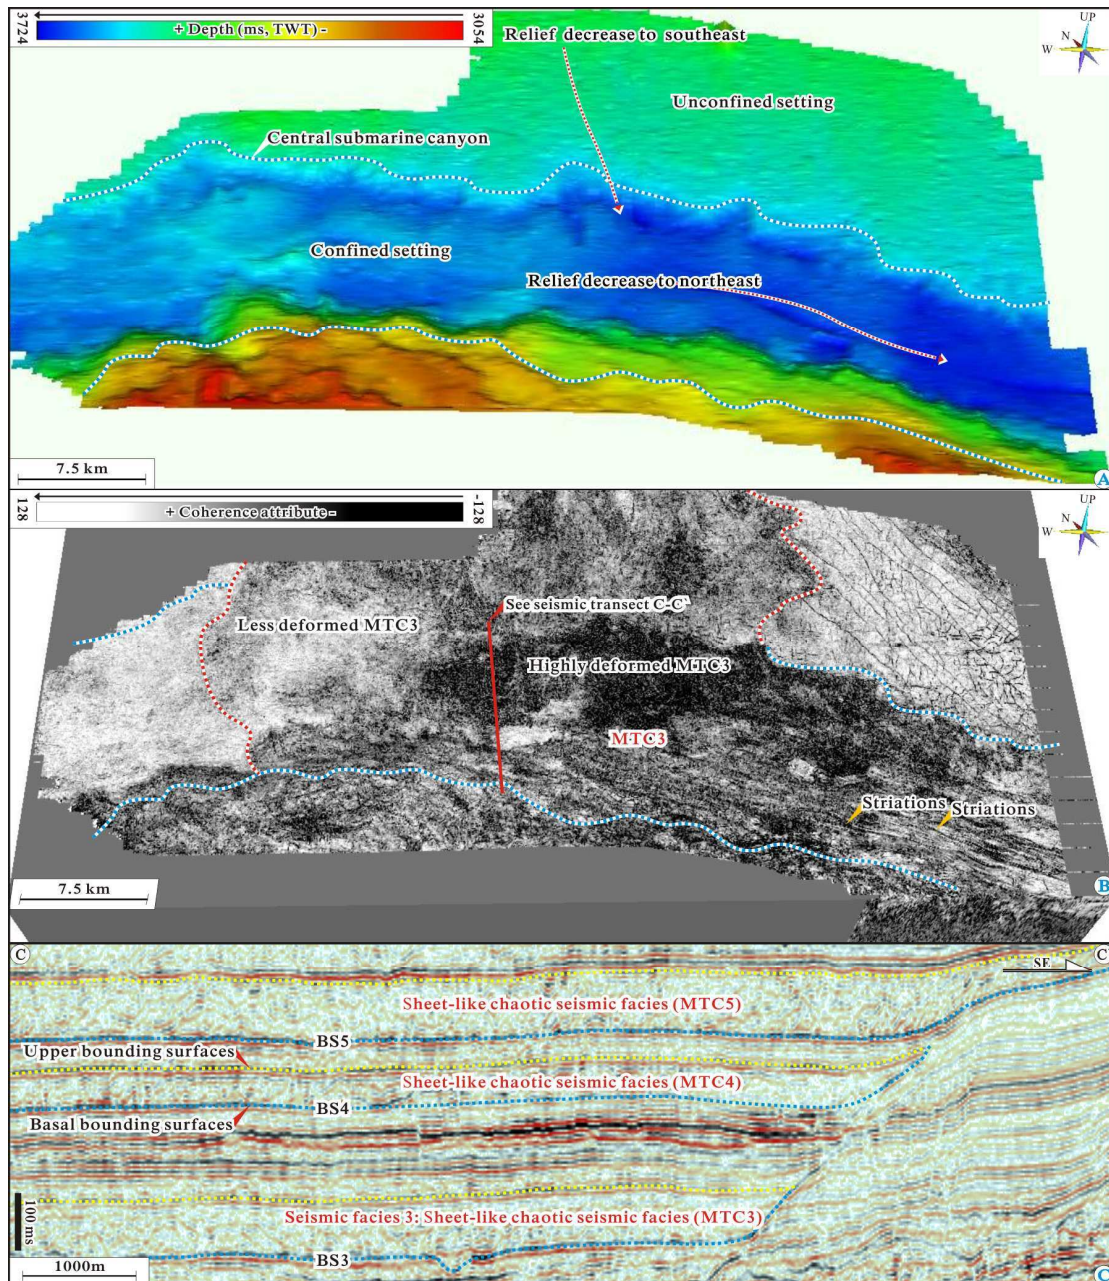 3724
+ Depth (ms, TWT) -
3054
Relief decrease to southeast
UP
N
W
Unconfined setting
Central submarine canyon
Confined setting
Relief decrease to northeast
7.5 km
A
128
+ Coherence attribute -
-128
UP
N
W
See seismic transect C-C`
Less deformed MTC3
Highly deformed MTC3
MTC3
Striations
Striations
7.5 km
B
C
C`
SE
Sheet-like chaotic seismic facies (MTC5)
BS5
Upper bounding surfaces
Sheet-like chaotic seismic facies (MTC4)
BS4
Basal bounding surfaces
100 ms
Seismic facies 3: Sheet-like chaotic seismic facies (MTC3)
BS3
1000m
C